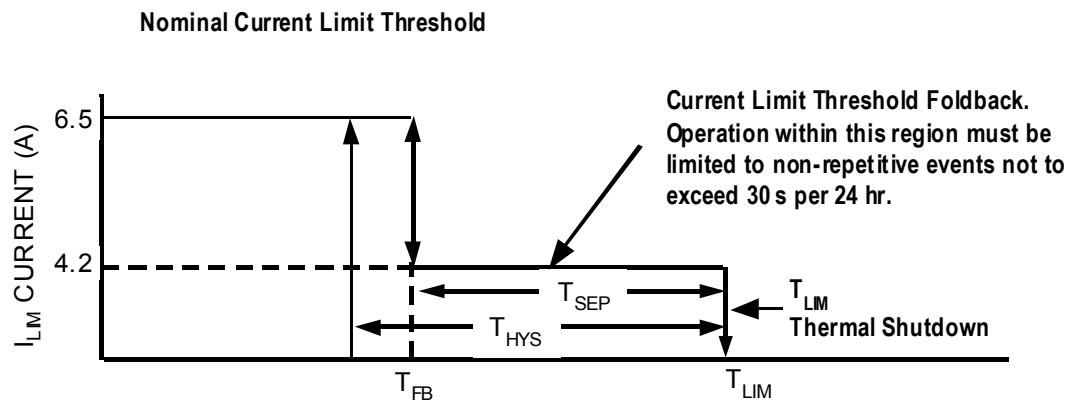 Nominal Current Limit Threshold
Current Limit Threshold Foldback.
Operation within this region must be
limited to non-repetitive events not to
exceed 30 s per 24 hr.
I_LIM CURRENT (A)
6.5
4.2
T_SEP
T_HYS
T_LIM
Thermal Shutdown
T_FB
T_LIM